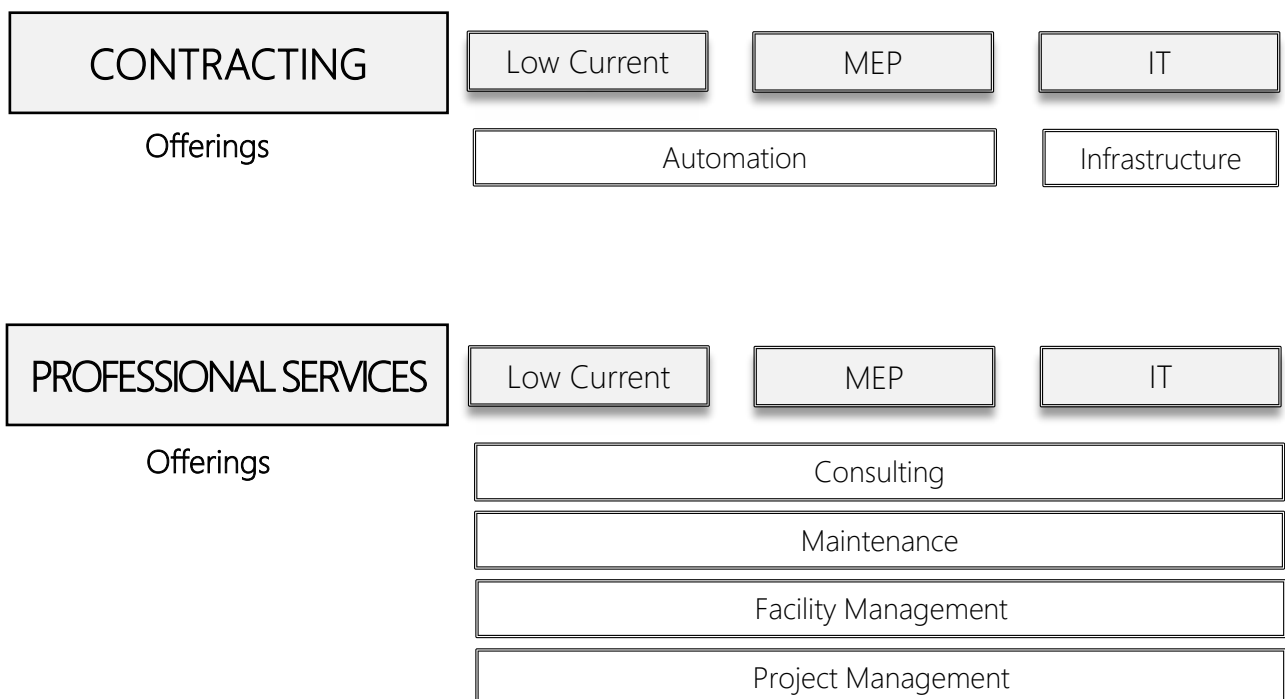 CONTRACTING
Low Current
MEP
IT
Offerings
Automation
Infrastructure
PROFESSIONAL SERVICES
Low Current
MEP
IT
Offerings
Consulting
Maintenance
Facility Management
Project Management